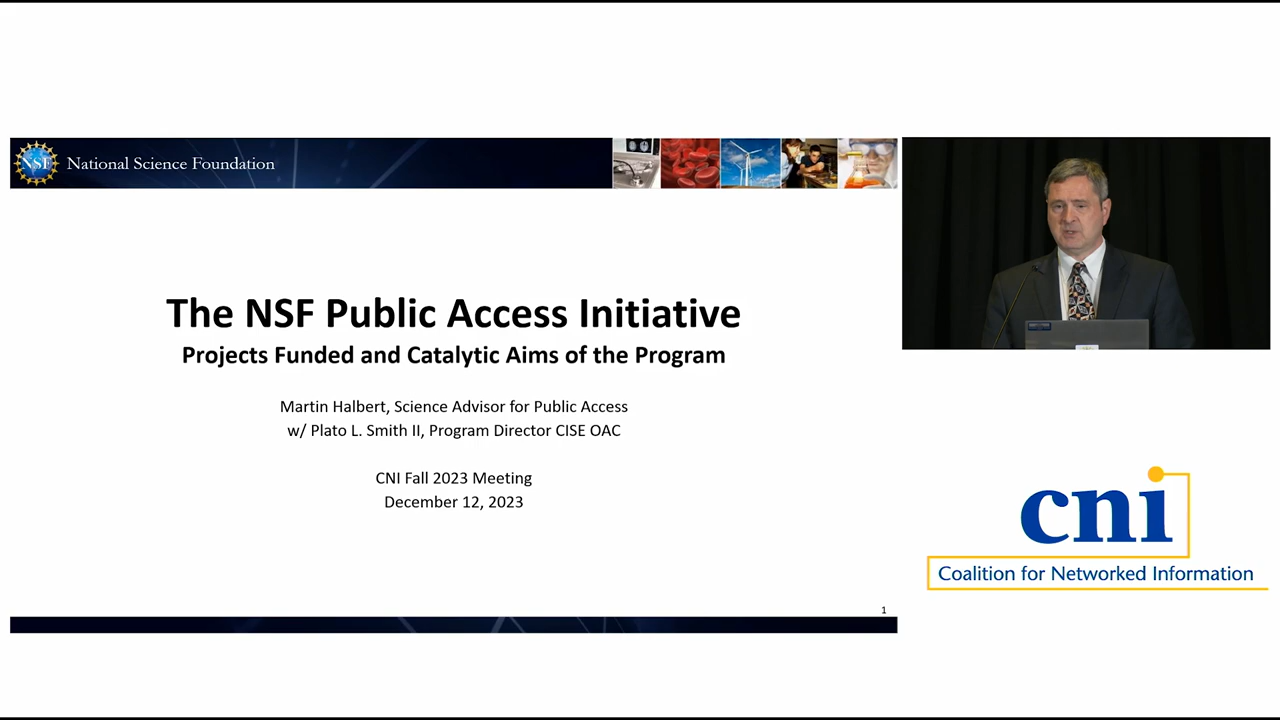 NSF
National Science Foundation
The NSF Public Access Initiative
Projects Funded and Catalytic Aims of the Program
Martin Halbert, Science Advisor for Public Access
w/ Plato L. Smith II, Program Director CISE OAC
CNI Fall 2023 Meeting
December 12, 2023
1
cni
Coalition for Networked Information